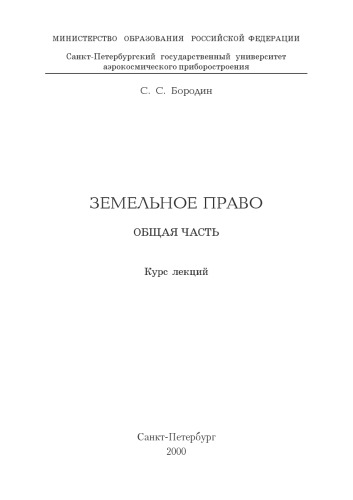 МИНИСТЕРСТВО ОБРАЗОВАНИЯ РОССИЙСКОЙ ФЕДЕРАЦИИ
Санкт-Петербургский государственный университет
аэрокосмического приборостроения
С. С. Бородин
ЗЕМЕЛЬНОЕ ПРАВО
ОБЩАЯ ЧАСТЬ
Курс лекций
Санкт-Петербург
2000